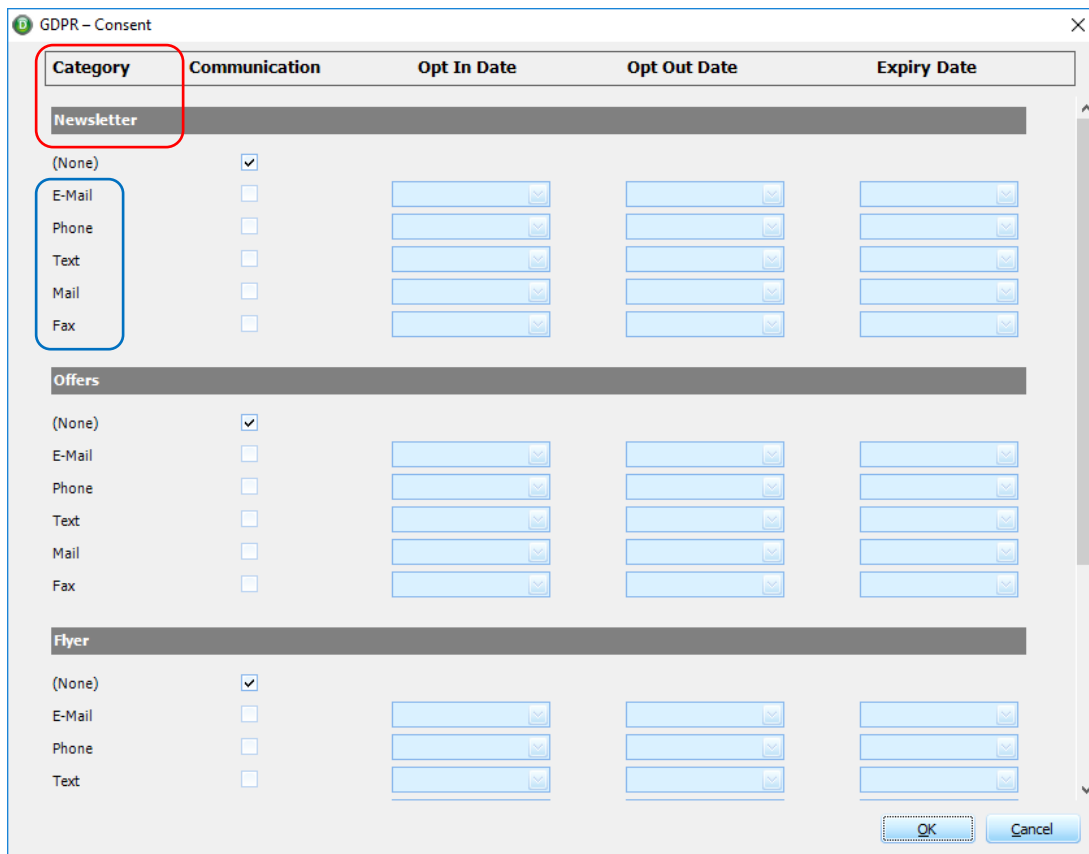 GDPR – Consent
Category Communication Opt In Date Opt Out Date Expiry Date
Newsletter
(None)
E-Mail
Phone
Text
Mail
Fax
Offers
(None)
E-Mail
Phone
Text
Mail
Fax
Flyer
(None)
E-Mail
Phone
Text
OK Cancel